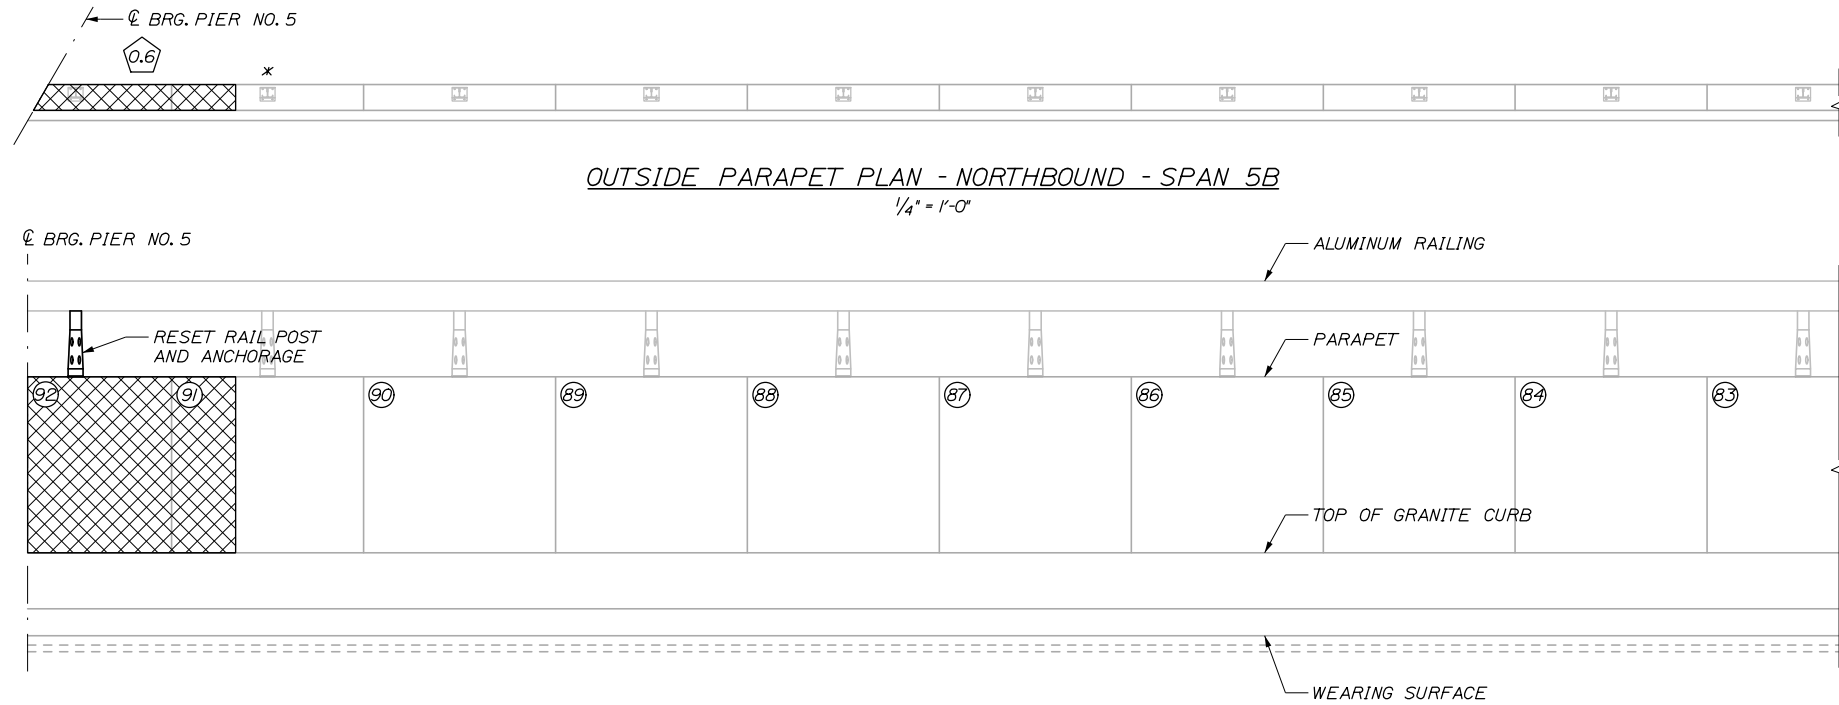 ℄ BRG. PIER NO. 5
0.6
*
OUTSIDE PARAPET PLAN - NORTHBOUND - SPAN 5B
1/4" = 1'-0"
℄ BRG. PIER NO. 5
ALUMINUM RAILING
RESET RAIL POST
AND ANCHORAGE
PARAPET
92 91 90 89 88 87 86 85 84 83
TOP OF GRANITE CURB
WEARING SURFACE